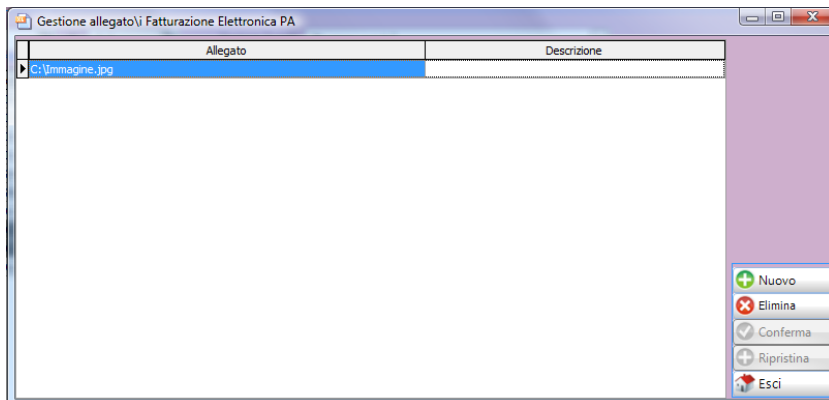 Gestione allegato\i Fatturazione Elettronica PA
Allegato Descrizione
C:\Immagine.jpg
Nuovo
Elimina
Conferma
Ripristina
Esci